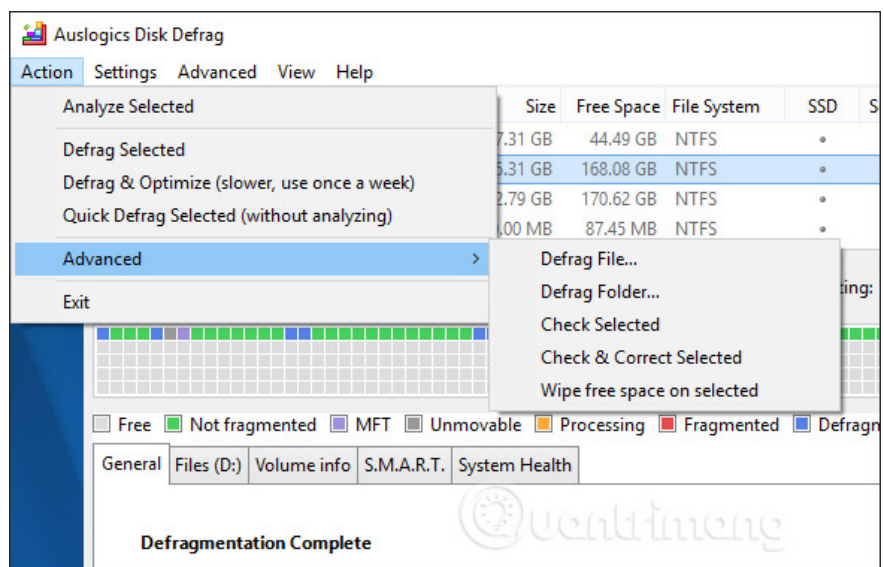 Auslogics Disk Defrag
Action Settings Advanced View Help
Analyze Selected
Defrag Selected
Defrag & Optimize (slower, use once a week)
Quick Defrag Selected (without analyzing)
Advanced
Exit
Size Free Space File System SSD S
7.31 GB 44.49 GB NTFS
5.31 GB 168.08 GB NTFS
2.79 GB 170.62 GB NTFS
.00 MB 87.45 MB NTFS
Defrag File...
Defrag Folder...
Check Selected
Check & Correct Selected
Wipe free space on selected
ting:
Free Not fragmented MFT Unmovable Processing Fragmented Defragn
General Files (D:) Volume info S.M.A.R.T. System Health
Quantrimang
Defragmentation Complete